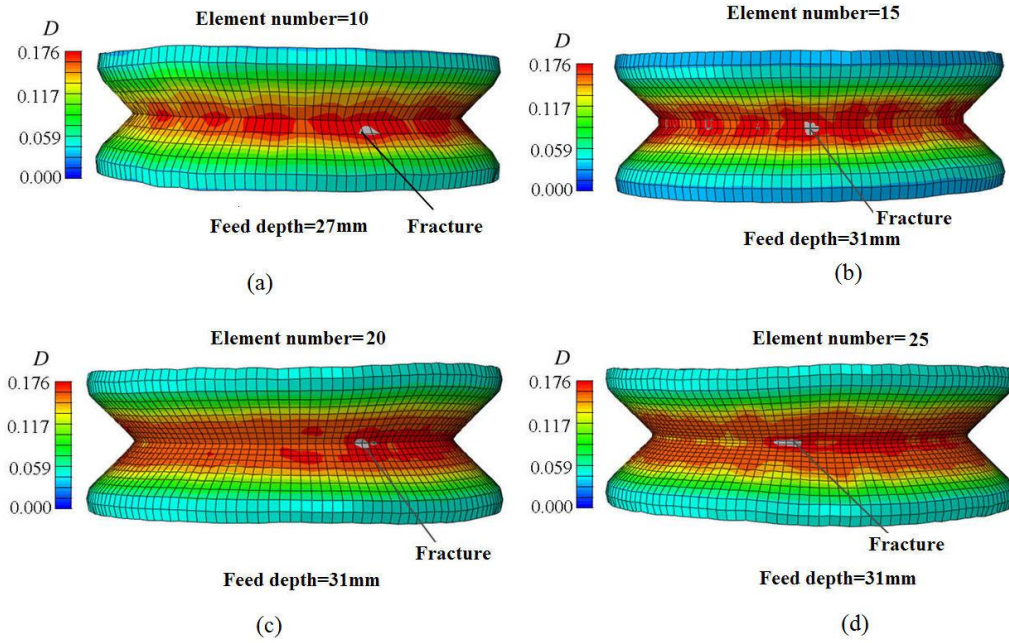 Element number=10
D
0.176
0.117
0.059
0.000
Fracture
Feed depth=27mm
(a)
Element number=15
D
0.176
0.117
0.059
0.000
Fracture
Feed depth=31mm
(b)
Element number=20
D
0.176
0.117
0.059
0.000
Fracture
Feed depth=31mm
(c)
Element number=25
D
0.176
0.117
0.059
0.000
Fracture
Feed depth=31mm
(d)